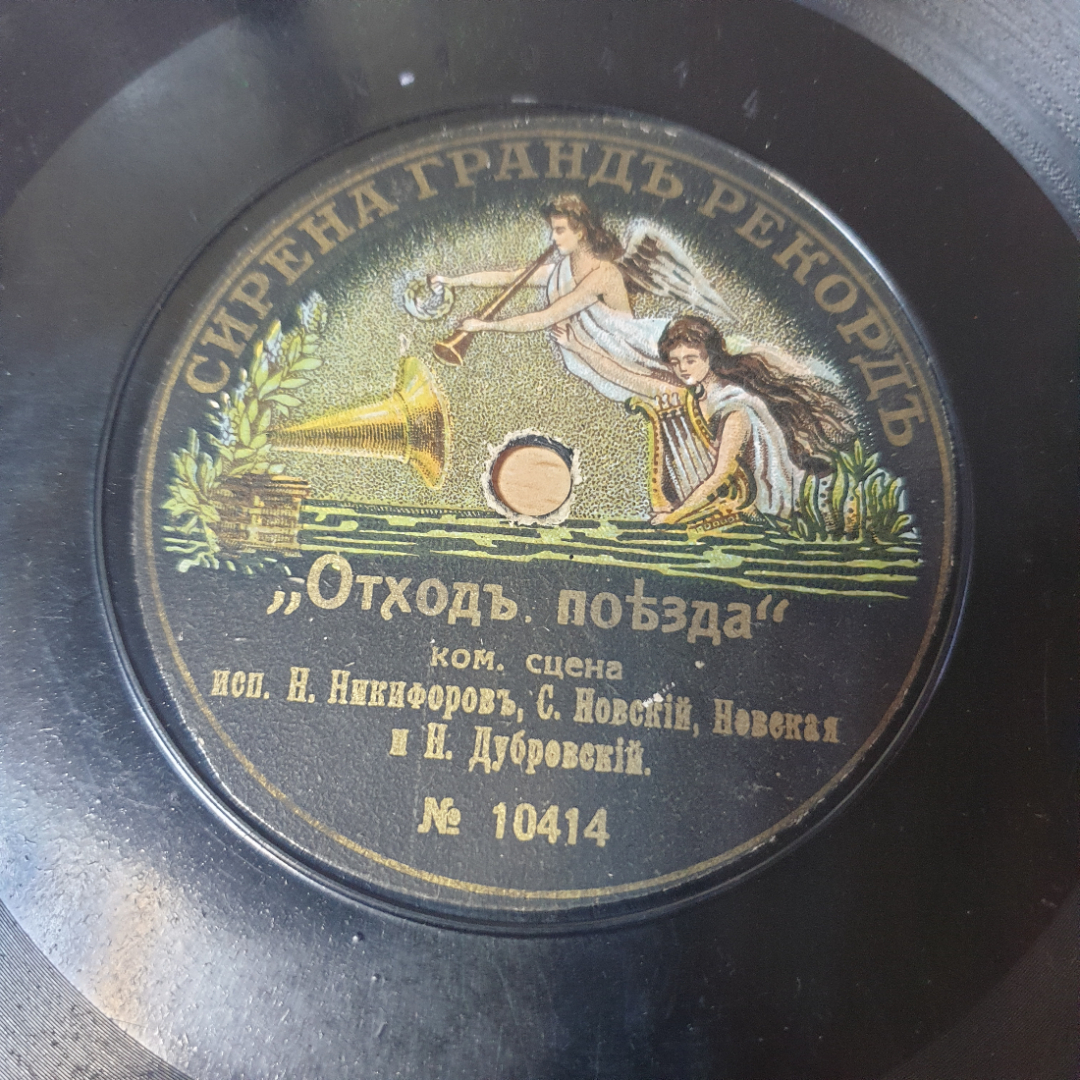 СИРЕНА ГРАНДЪ РЕКОРДЪ
„Отходъ. поѣзда“
ком. сцена
исп. Н. Никифоровъ, С. Новскій, Новская
и Н. Дубровскій.
№ 10414